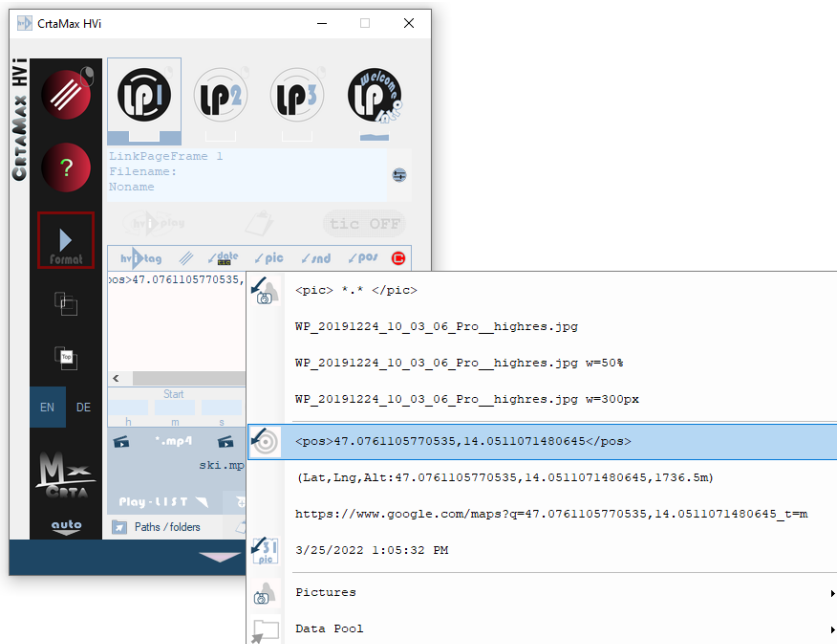 CrtaMax HVi
CrtaMax HVi
LP1
LP2
LP3
Welcome
LP
Intro
LinkPageFrame 1
Filename:
Noname
?
hvi play
tic OFF
Format
hvi tag
date
pic
snd
pos
C
pos>47.0761105770535,
Top
Start
h m s
EN DE
*.mp4
ski.mp
Mx
CRTA
Play-LIST
auto
Paths / folders
<pic> *.* </pic>
WP_20191224_10_03_06_Pro__highres.jpg
WP_20191224_10_03_06_Pro__highres.jpg w=50%
WP_20191224_10_03_06_Pro__highres.jpg w=300px
<pos>47.0761105770535,14.0511071480645</pos>
(Lat,Lng,Alt:47.0761105770535,14.0511071480645,1736.5m)
https://www.google.com/maps?q=47.0761105770535,14.0511071480645_t=m
31
pic
3/25/2022 1:05:32 PM
Pictures
Data Pool